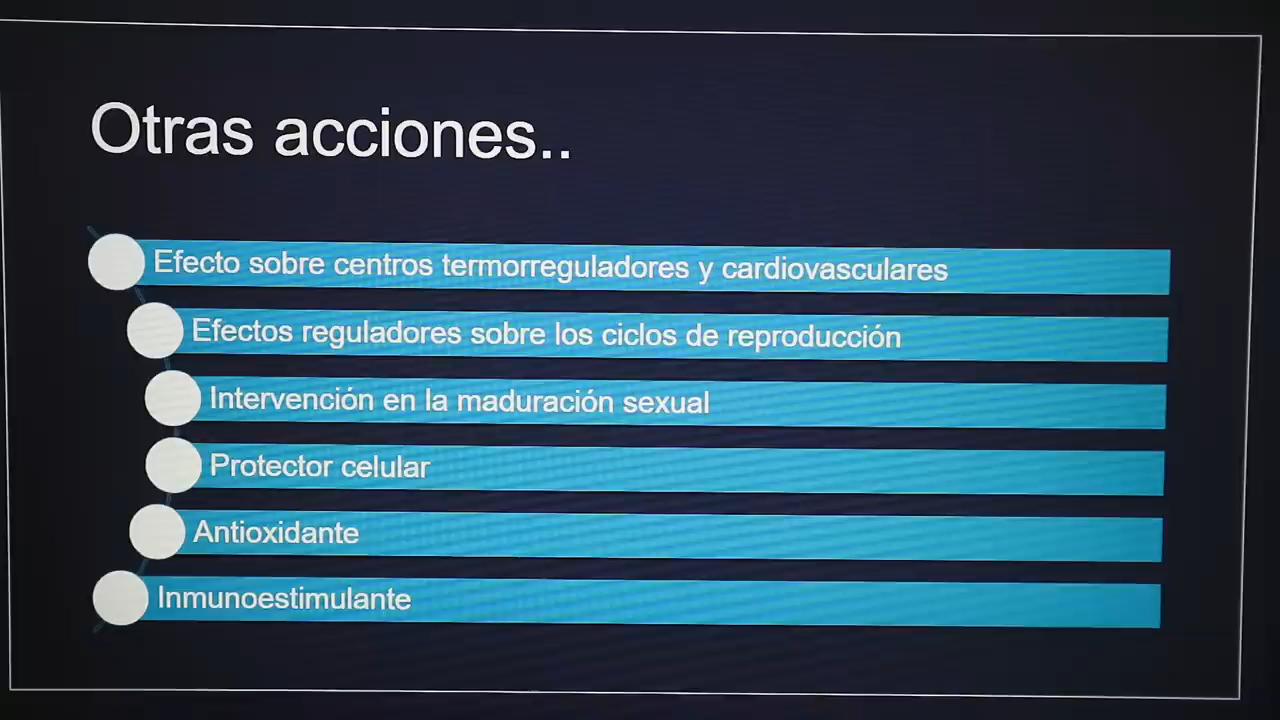 Otras acciones..
Efecto sobre centros termorreguladores y cardiovasculares
Efectos reguladores sobre los ciclos de reproducción
Intervención en la maduración sexual
Protector celular
Antioxidante
Inmunoestimulante